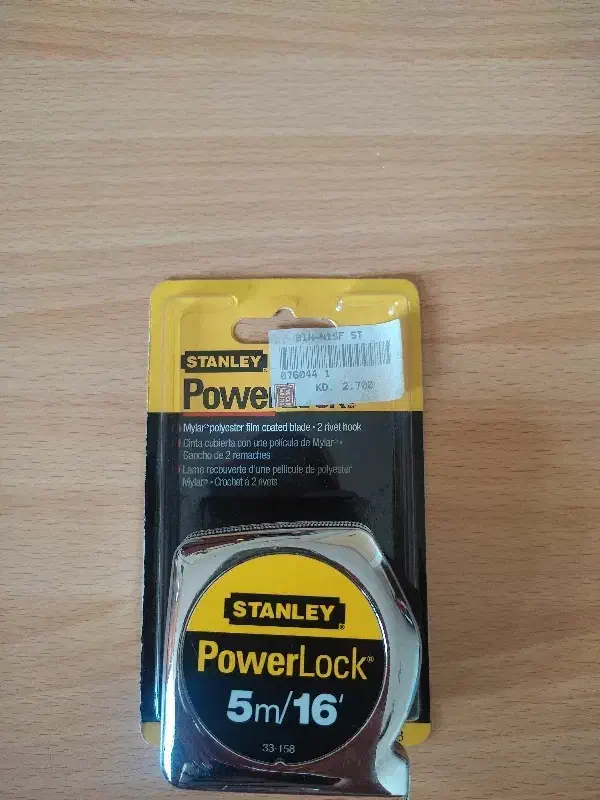 STANLEY
076044 1
KD. 2.700
Mylar® polyester film coated blade • 2 rivet hook
Cinta cubierta con una película de Mylar® •
Gancho de 2 remaches
Lame recouverte d'une pellicule de polyester
Mylar® • Crochet à 2 rivets
STANLEY®
PowerLock®
5m/16'
33-158